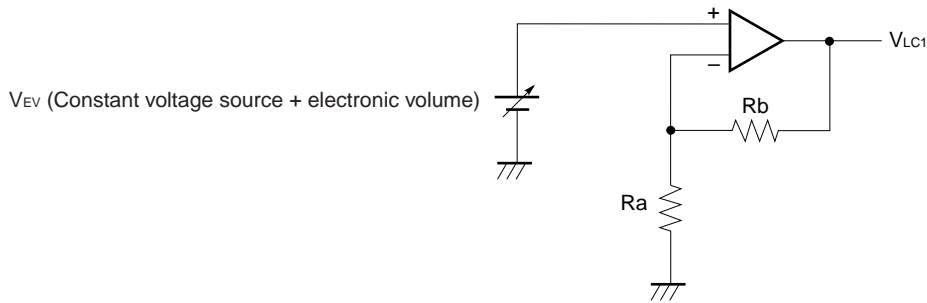 +
VLC1
−
VEV (Constant voltage source + electronic volume)
Rb
Ra